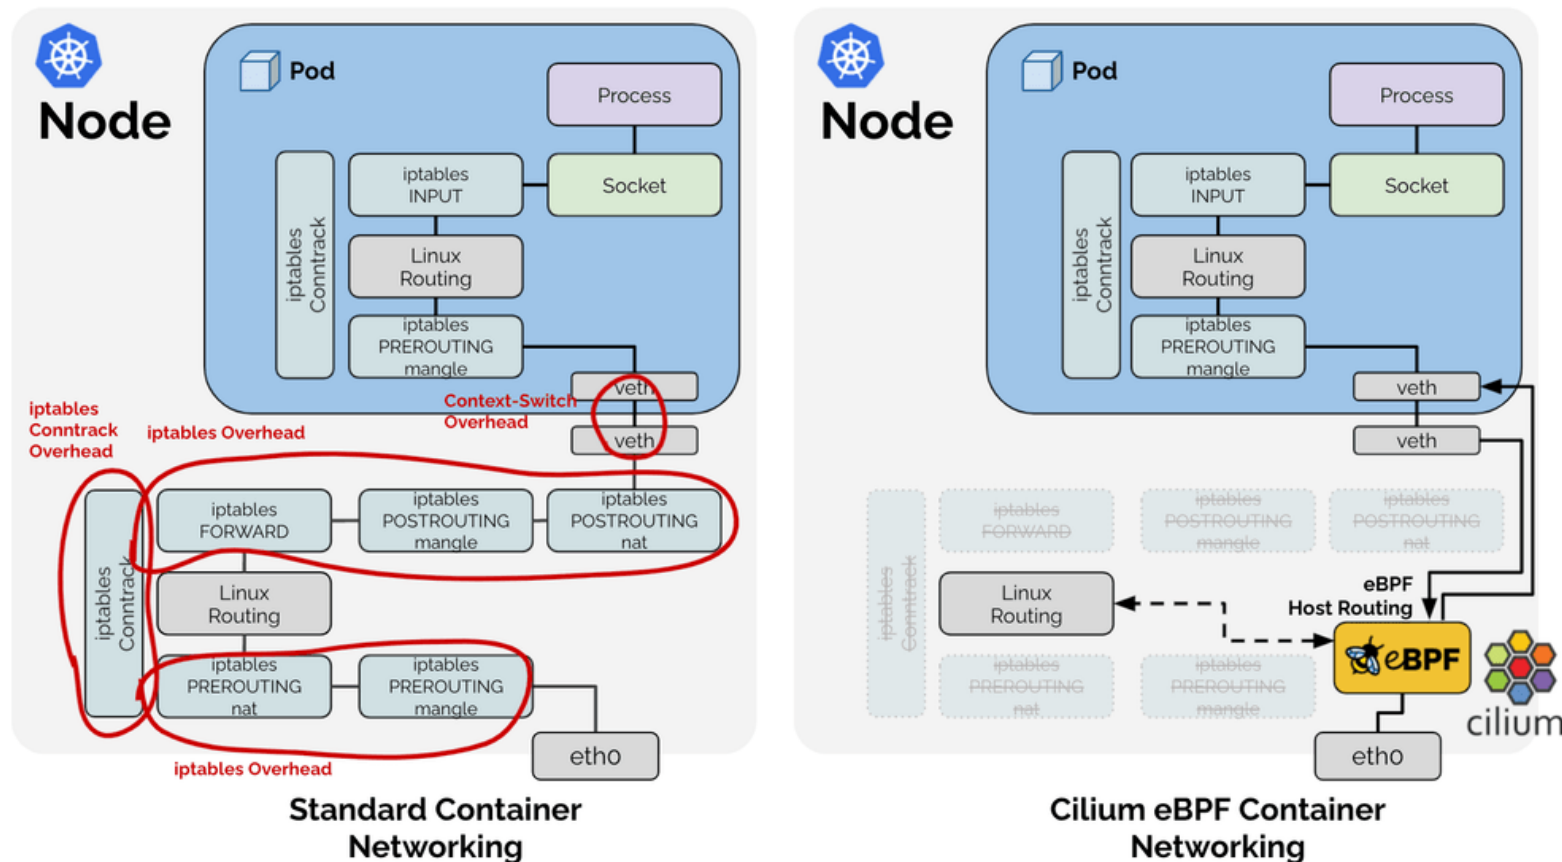 Node
Pod
Process
Socket
iptables
INPUT
Linux
Routing
iptables
PREROUTING
mangle
iptables
Conntrack
veth
Context-Switch
Overhead
veth
iptables
Conntrack
Overhead
iptables Overhead
iptables
FORWARD
iptables
POSTROUTING
mangle
iptables
POSTROUTING
nat
iptables
Conntrack
Linux
Routing
iptables
PREROUTING
nat
iptables
PREROUTING
mangle
iptables Overhead
eth0
Standard Container
Networking
Node
Pod
Process
Socket
iptables
INPUT
Linux
Routing
iptables
PREROUTING
mangle
iptables
Conntrack
veth
veth
iptables
FORWARD
iptables
POSTROUTING
mangle
iptables
POSTROUTING
nat
iptables
Conntrack
Linux
Routing
eBPF
Host Routing
eBPF
iptables
PREROUTING
nat
iptables
PREROUTING
mangle
cilium
eth0
Cilium eBPF Container
Networking